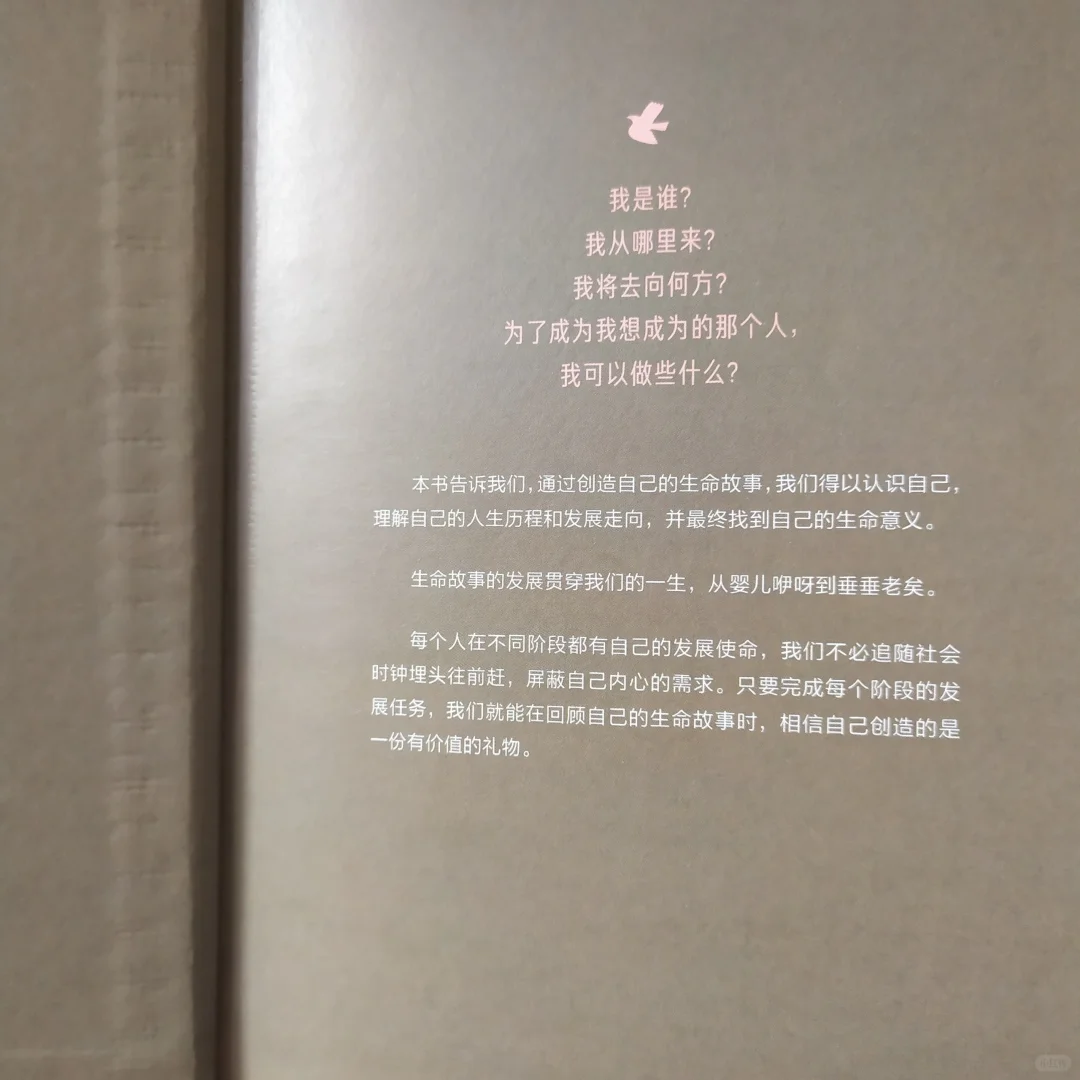 我是谁？
我从哪里来？
我将去向何方？
为了成为我想成为的那个人，
我可以做些什么？
本书告诉我们，通过创造自己的生命故事，我们得以认识自己，
理解自己的人生历程和发展走向，并最终找到自己的生命意义。
生命故事的发展贯穿我们的一生，从婴儿咿呀到垂垂老矣。
每个人在不同阶段都有自己的发展使命，我们不必追随社会
时钟埋头往前赶，屏蔽自己内心的需求。只要完成每个阶段的发
展任务，我们就能在回顾自己的生命故事时，相信自己创造的是
一份有价值的礼物。